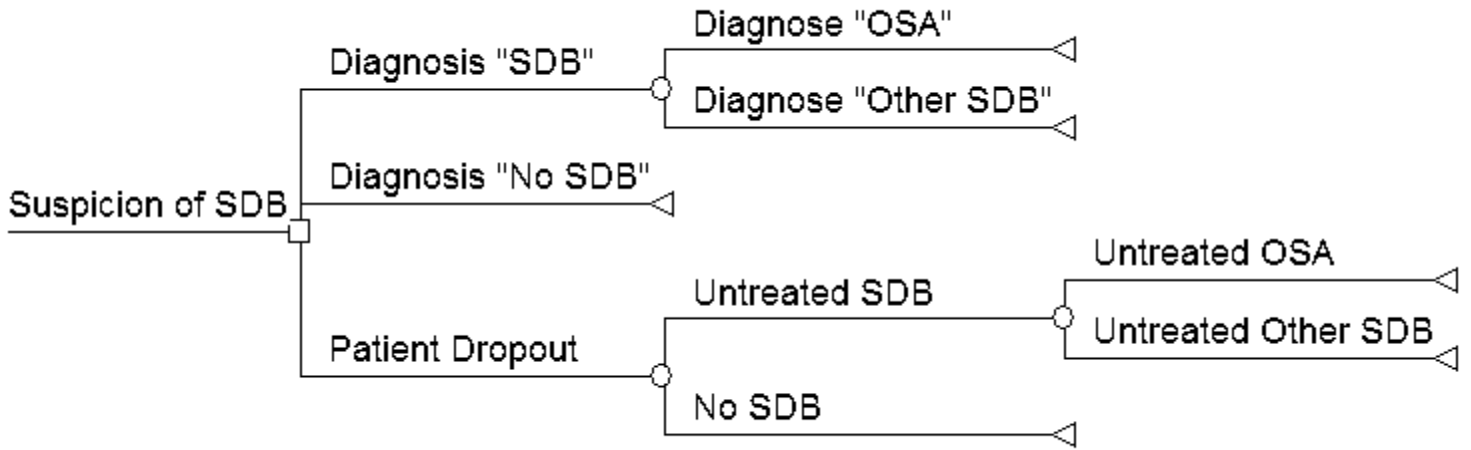 Suspicion of SDB
Diagnosis "SDB"
Diagnose "OSA"
Diagnose "Other SDB"
Diagnosis "No SDB"
Patient Dropout
Untreated SDB
Untreated OSA
Untreated Other SDB
No SDB